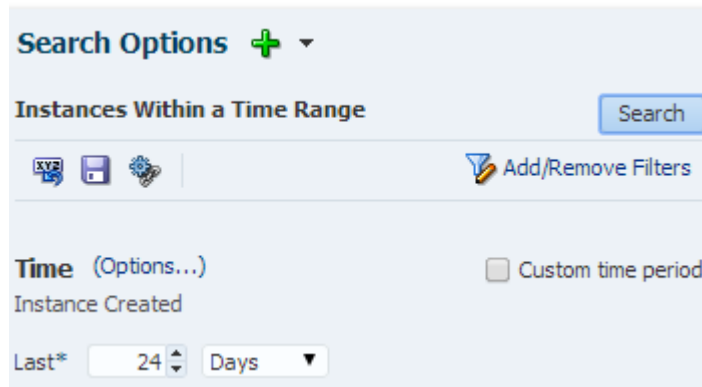 Search Options
Instances Within a Time Range
Search
XYZ
Add/Remove Filters
Time (Options...)
Custom time period
Instance Created
Last* 24 Days